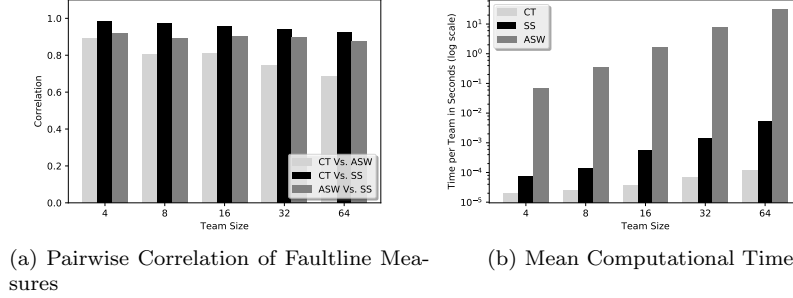 1.0
0.8
0.6
0.4
0.2
0.0
Correlation
CT Vs. ASW
CT Vs. SS
ASW Vs. SS
4 8 16 32 64
Team Size
(a) Pairwise Correlation of Faultline Mea-
sures
CT
SS
ASW
10^1
10^0
10^-1
10^-2
10^-3
10^-4
10^-5
Time per Team in Seconds (log scale)
4 8 16 32 64
Team Size
(b) Mean Computational Time